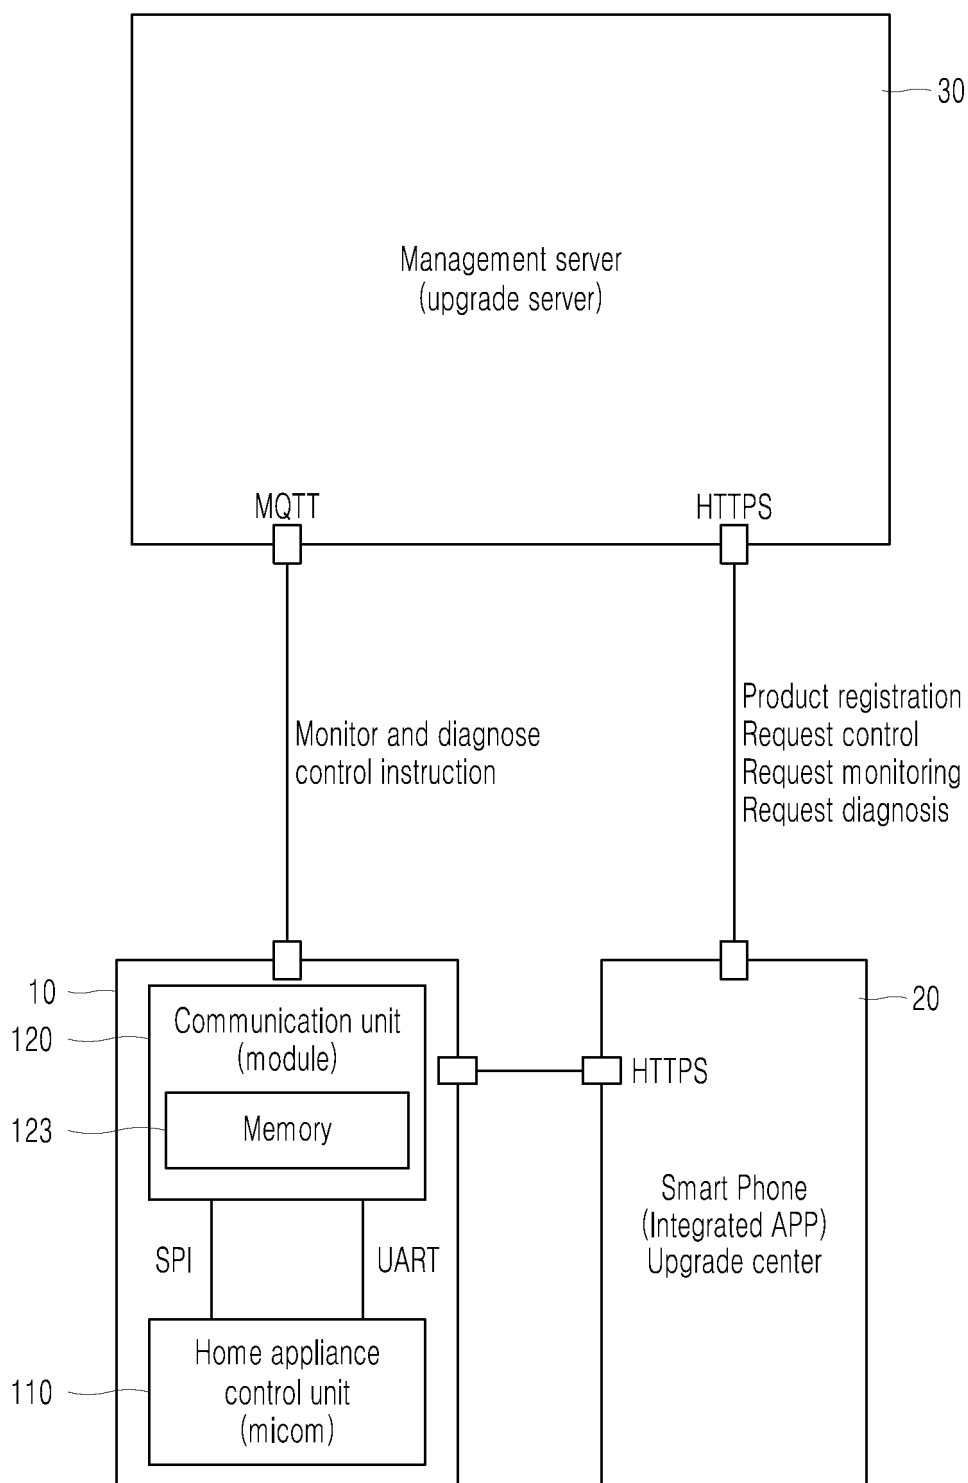 30
Management server
(upgrade server)
MQTT
HTTPS
Monitor and diagnose
control instruction
Product registration
Request control
Request monitoring
Request diagnosis
10
20
120
Communication unit
(module)
HTTPS
123
Memory
Smart Phone
(Integrated APP)
Upgrade center
SPI
UART
110
Home appliance
control unit
(micom)